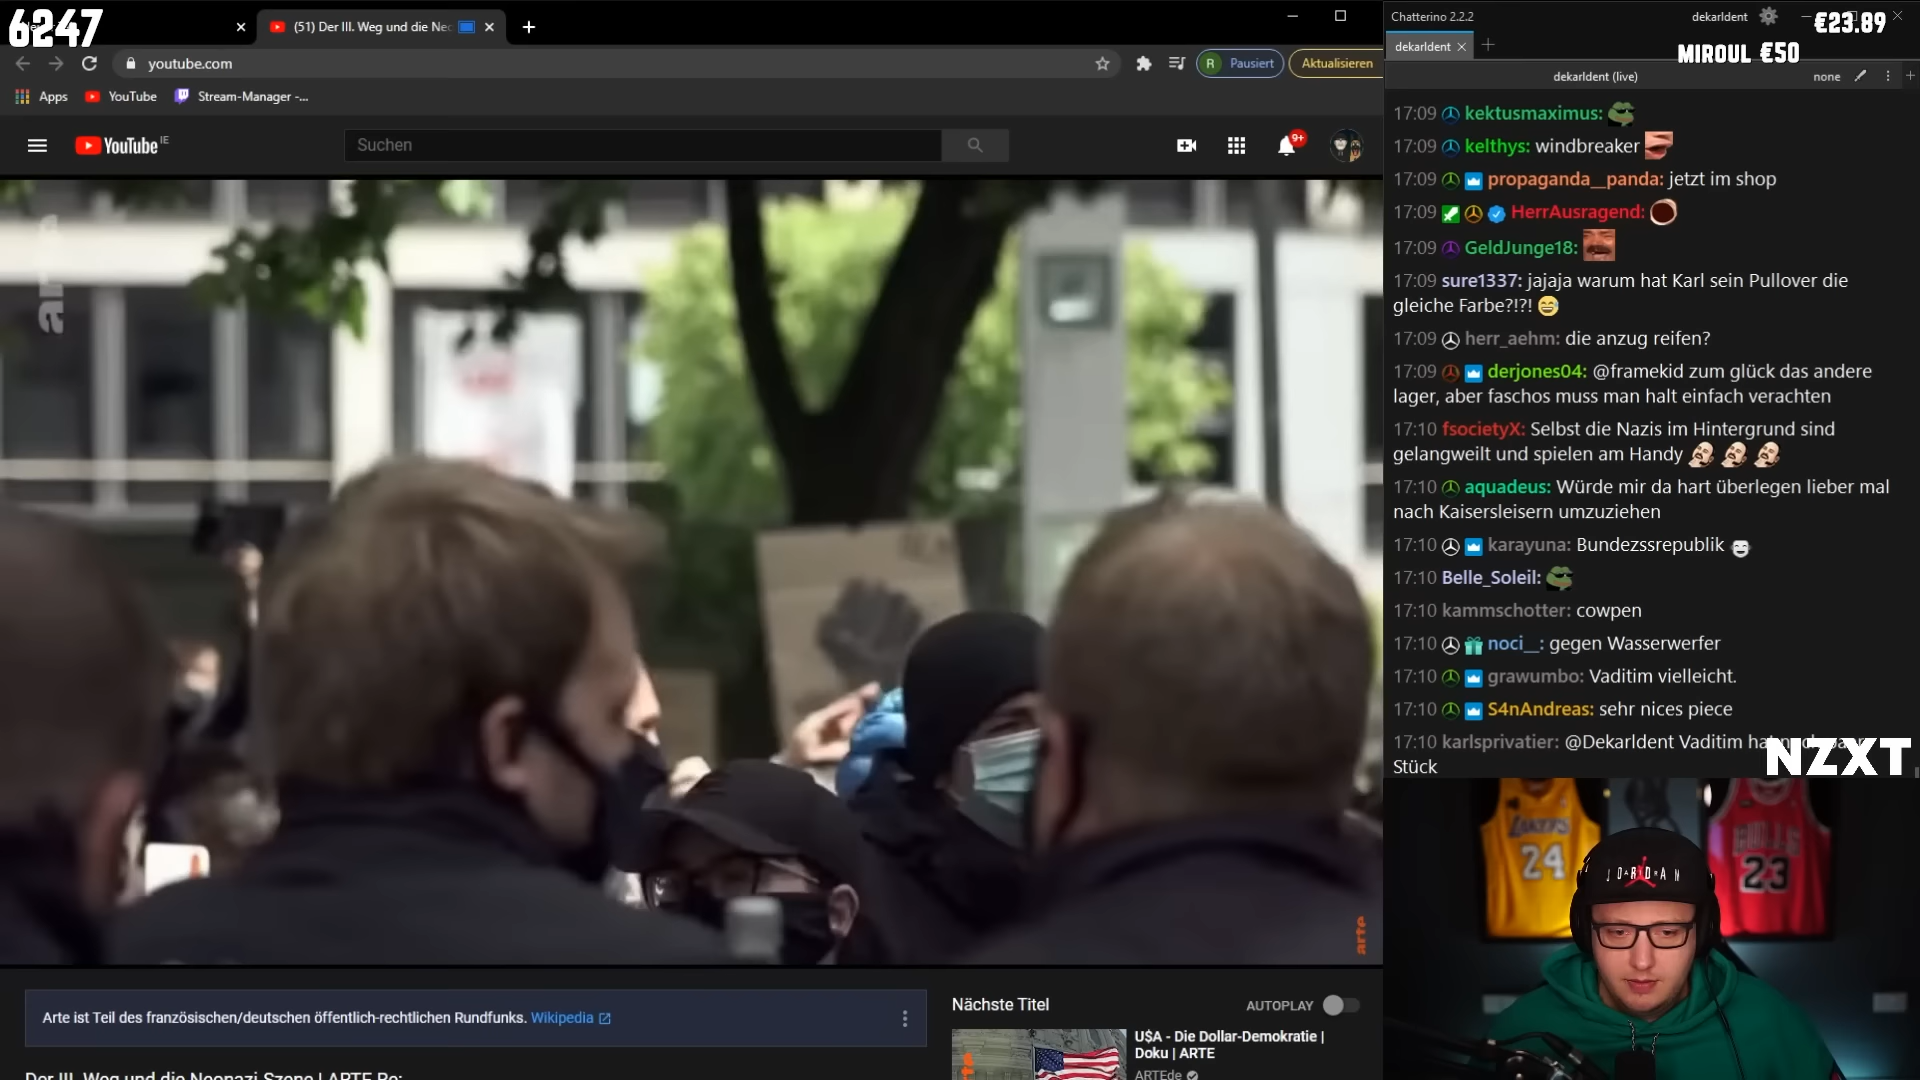 6247
(51) Der III. Weg und die Neo
youtube.com
R Pausiert
Aktualisieren
Apps
YouTube
Stream-Manager -...
YouTube IE
Suchen
9+
arte
arte
Arte ist Teil des französischen/deutschen öffentlich-rechtlichen Rundfunks. Wikipedia
Der III. Weg und die Neonazi-Szene | ARTE Re:
Nächste Titel
AUTOPLAY
U$A - Die Dollar-Demokratie |
Doku | ARTE
ARTEde
Chatterino 2.2.2
dekarldent
€23.89
dekarldent
MIROUL €50
dekarldent (live)
none
17:09 kektusmaximus:
17:09 kelthys: windbreaker
17:09 propaganda__panda: jetzt im shop
17:09 HerrAusragend:
17:09 GeldJunge18:
17:09 sure1337: jajaja warum hat Karl sein Pullover die
gleiche Farbe?!?!
17:09 herr_aehm: die anzug reifen?
17:09 derjones04: @framekid zum glück das andere
lager, aber faschos muss man halt einfach verachten
17:10 fsocietyX: Selbst die Nazis im Hintergrund sind
gelangweilt und spielen am Handy
17:10 aquadeus: Würde mir da hart überlegen lieber mal
nach Kaisersleisern umzuziehen
17:10 karayuna: Bundezssrepublik
17:10 Belle_Soleil:
17:10 kammschotter: cowpen
17:10 noci__: gegen Wasserwerfer
17:10 grawumbo: Vaditim vielleicht.
17:10 S4nAndreas: sehr nices piece
17:10 karlsprivatier: @Dekarldent Vaditim hat
Stück
NZXT
LAKERS
24
BULLS
23
JORDAN